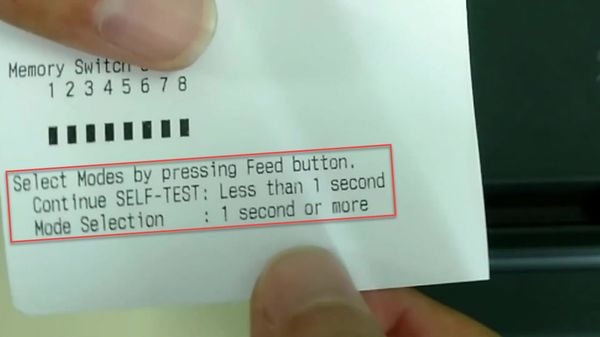 Memory Switch
1 2 3 4 5 6 7 8
Select Modes by pressing Feed button.
Continue SELF-TEST: Less than 1 second
Mode Selection : 1 second or more